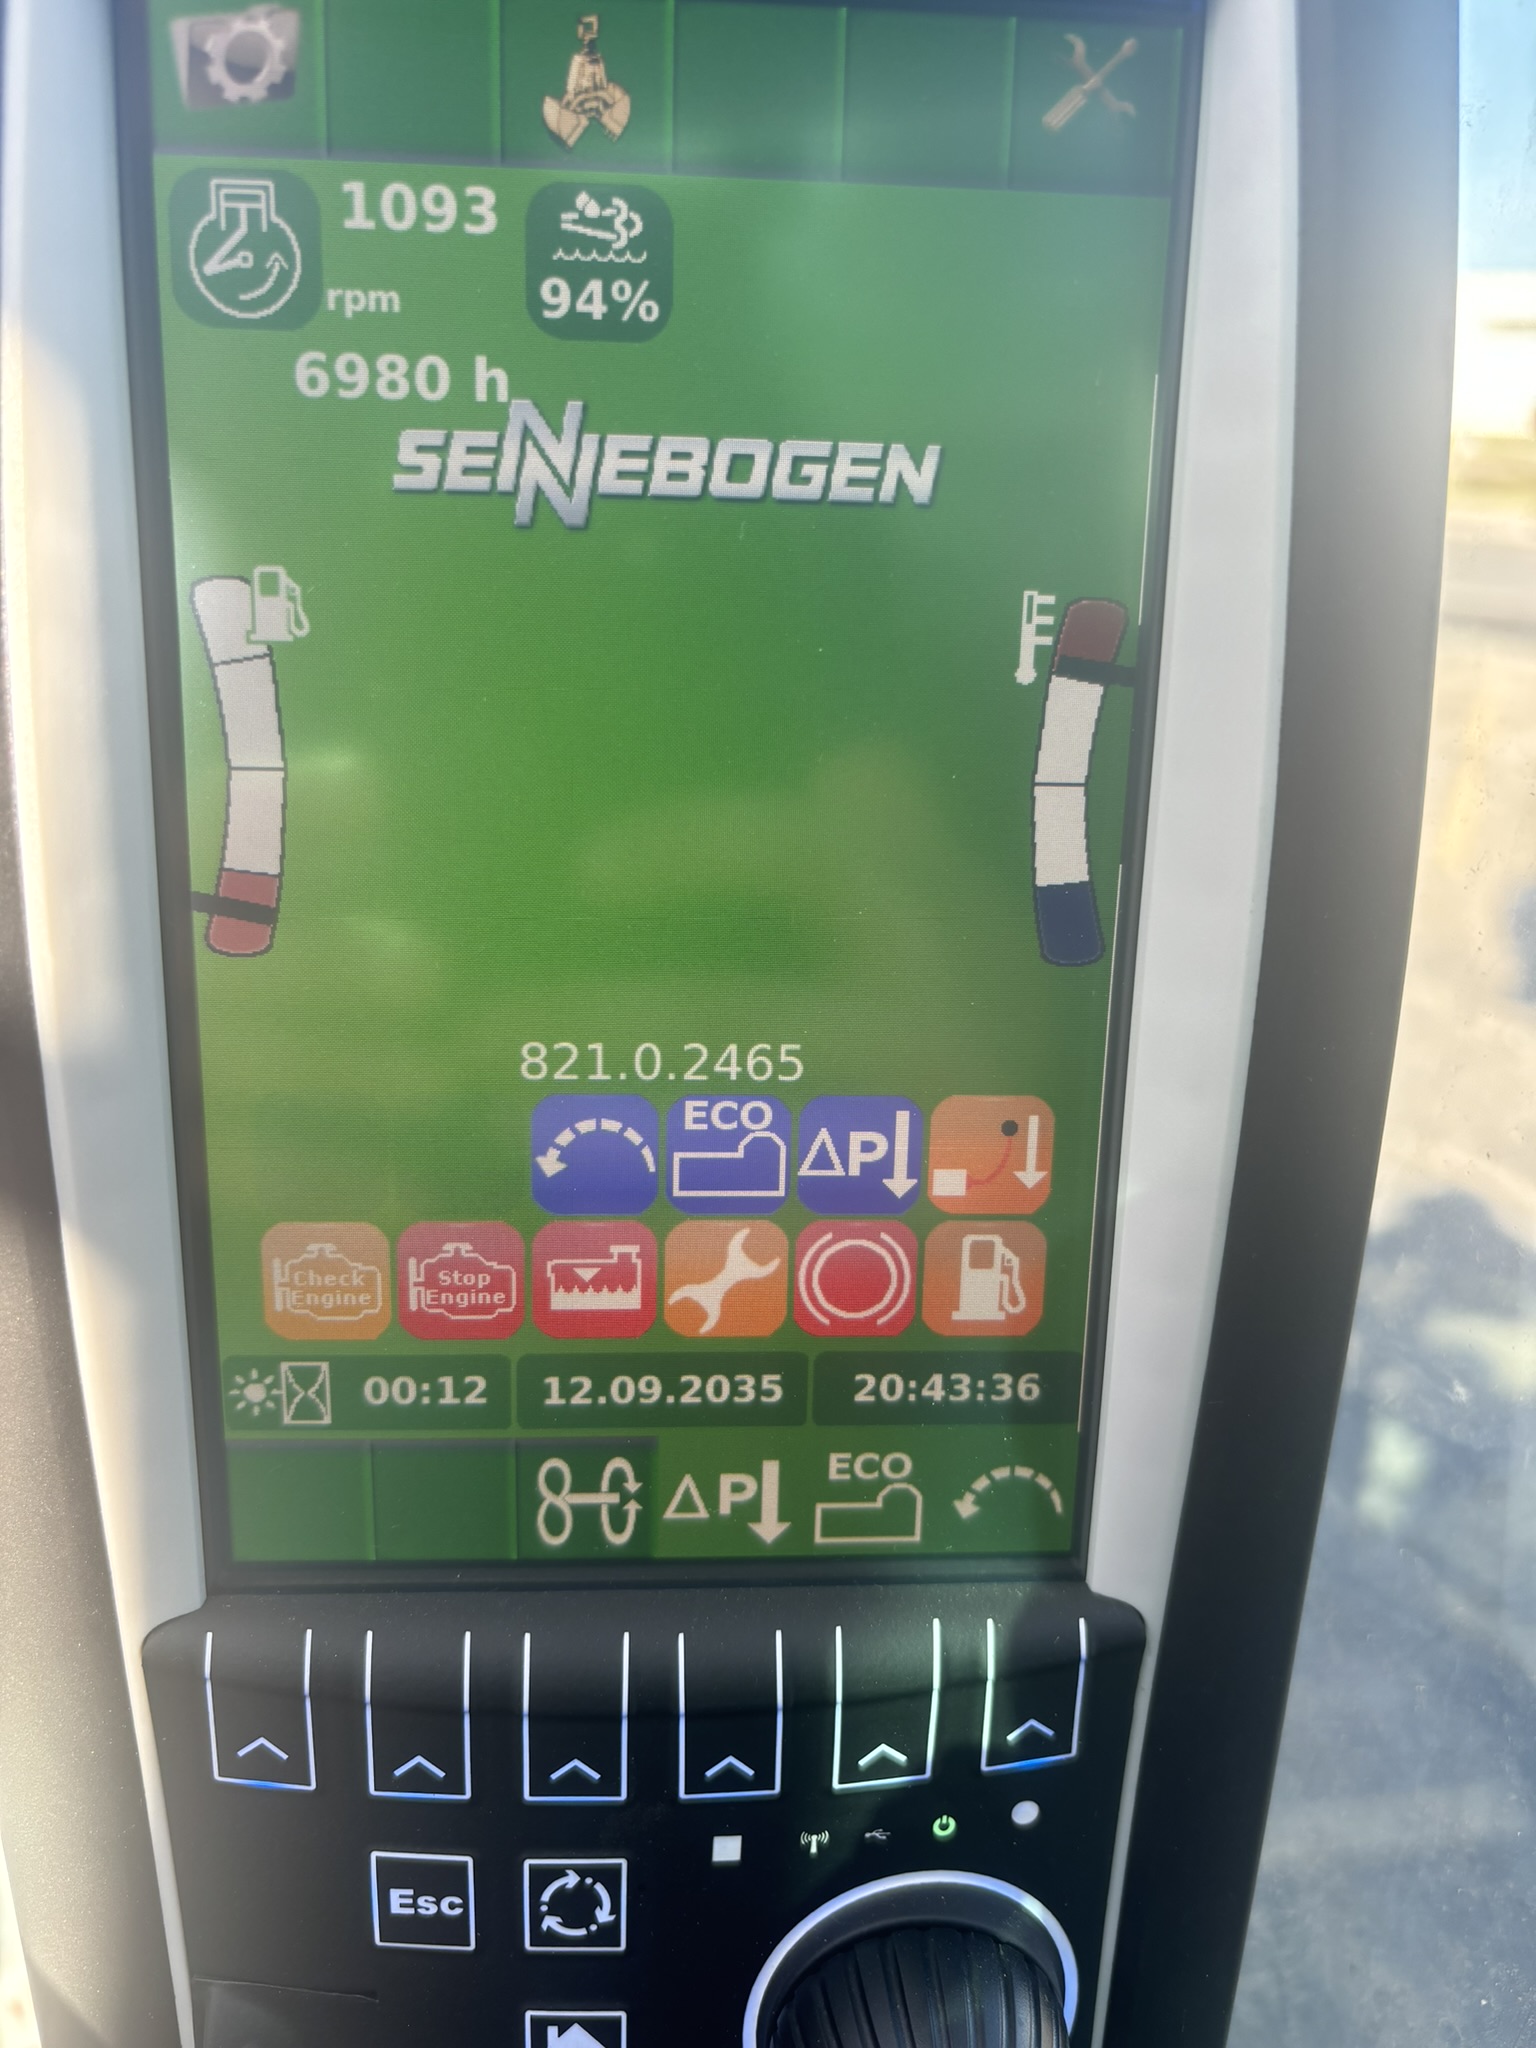 1093
rpm
94%
6980 h
SENNEBOGEN
821.0.2465
ECO
ΔP
Check
Engine
Stop
Engine
00:12
12.09.2035
20:43:36
ΔP
ECO
Esc